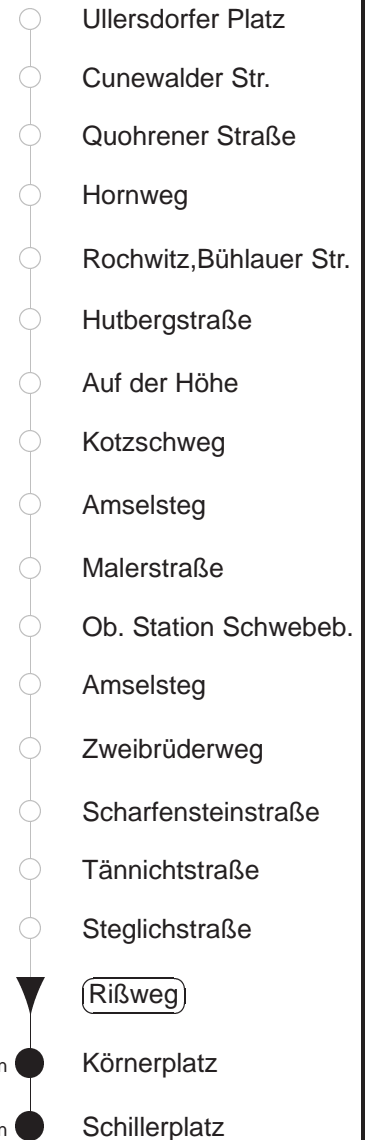 Ullersdorfer Platz
Cunewalder Str.
Quohrener Straße
Hornweg
Rochwitz,Bühlauer Str.
Hutbergstraße
Auf der Höhe
Kotzschweg
Amselsteg
Malerstraße
Ob. Station Schwebeb.
Amselsteg
Zweibrüderweg
Scharfensteinstraße
Tännichtstraße
Steglichstraße
Rißweg
Körnerplatz
Schillerplatz